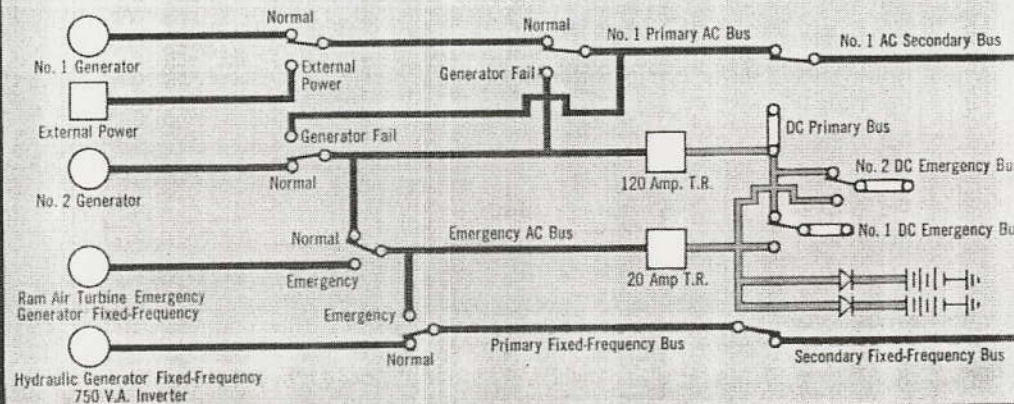 Normal
Normal
No. 1 Primary AC Bus
No. 1 AC Secondary Bus
No. 1 Generator
External
Power
Generator Fail
External Power
Generator Fail
DC Primary Bus
No. 2 DC Emergency Bu
Normal
120 Amp. T.R.
No. 2 Generator
Normal
Emergency AC Bus
No. 1 DC Emergency Bu
Emergency
20 Amp T.R.
Ram Air Turbine Emergency
Generator Fixed-Frequency
Emergency
Normal
Primary Fixed-Frequency Bus
Secondary Fixed-Frequency Bus
Hydraulic Generator Fixed-Frequency
750 V.A. Inverter